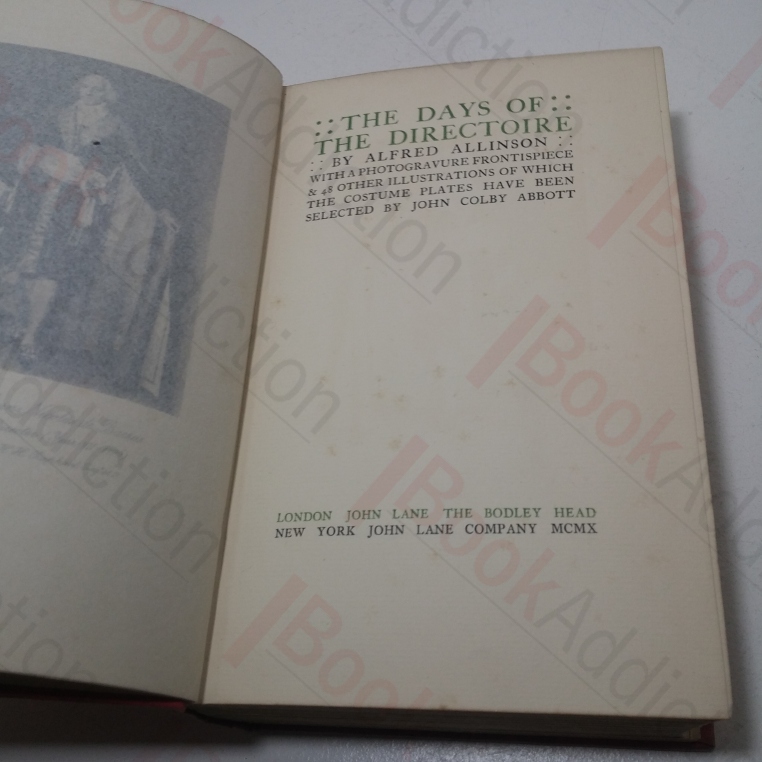 :: THE DAYS OF ::
THE DIRECTOIRE
:: BY ALFRED ALLINSON ::
WITH A PHOTOGRAVURE FRONTISPIECE
& 48 OTHER ILLUSTRATIONS OF WHICH
THE COSTUME PLATES HAVE BEEN
SELECTED BY JOHN COLBY ABBOTT
LONDON JOHN LANE THE BODLEY HEAD
NEW YORK JOHN LANE COMPANY MCMX
BookAddiction